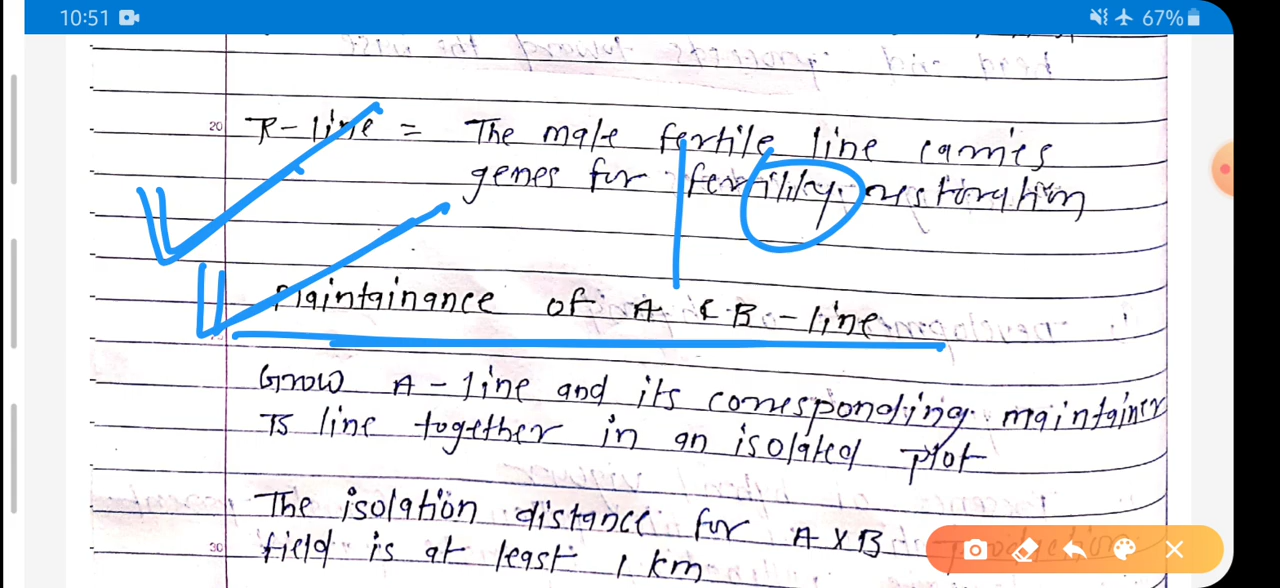 10:51 67%
20 R-line = The male fertile line carries
genes for fertility restoration
Maintainance of A & B-line
Grow A-line and its corresponding maintainer
B line together in an isolated plot
The isolation distance for A X B
30 field is at least 1 km